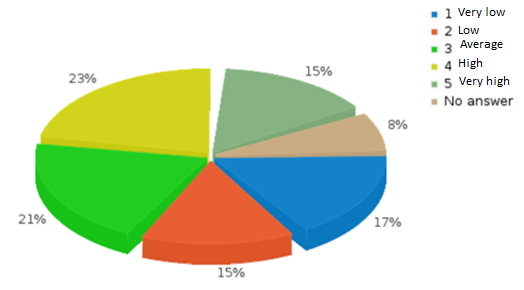 1 Very low
2 Low
3 Average
4 High
5 Very high
No answer
23%
15%
8%
21%
17%
15%